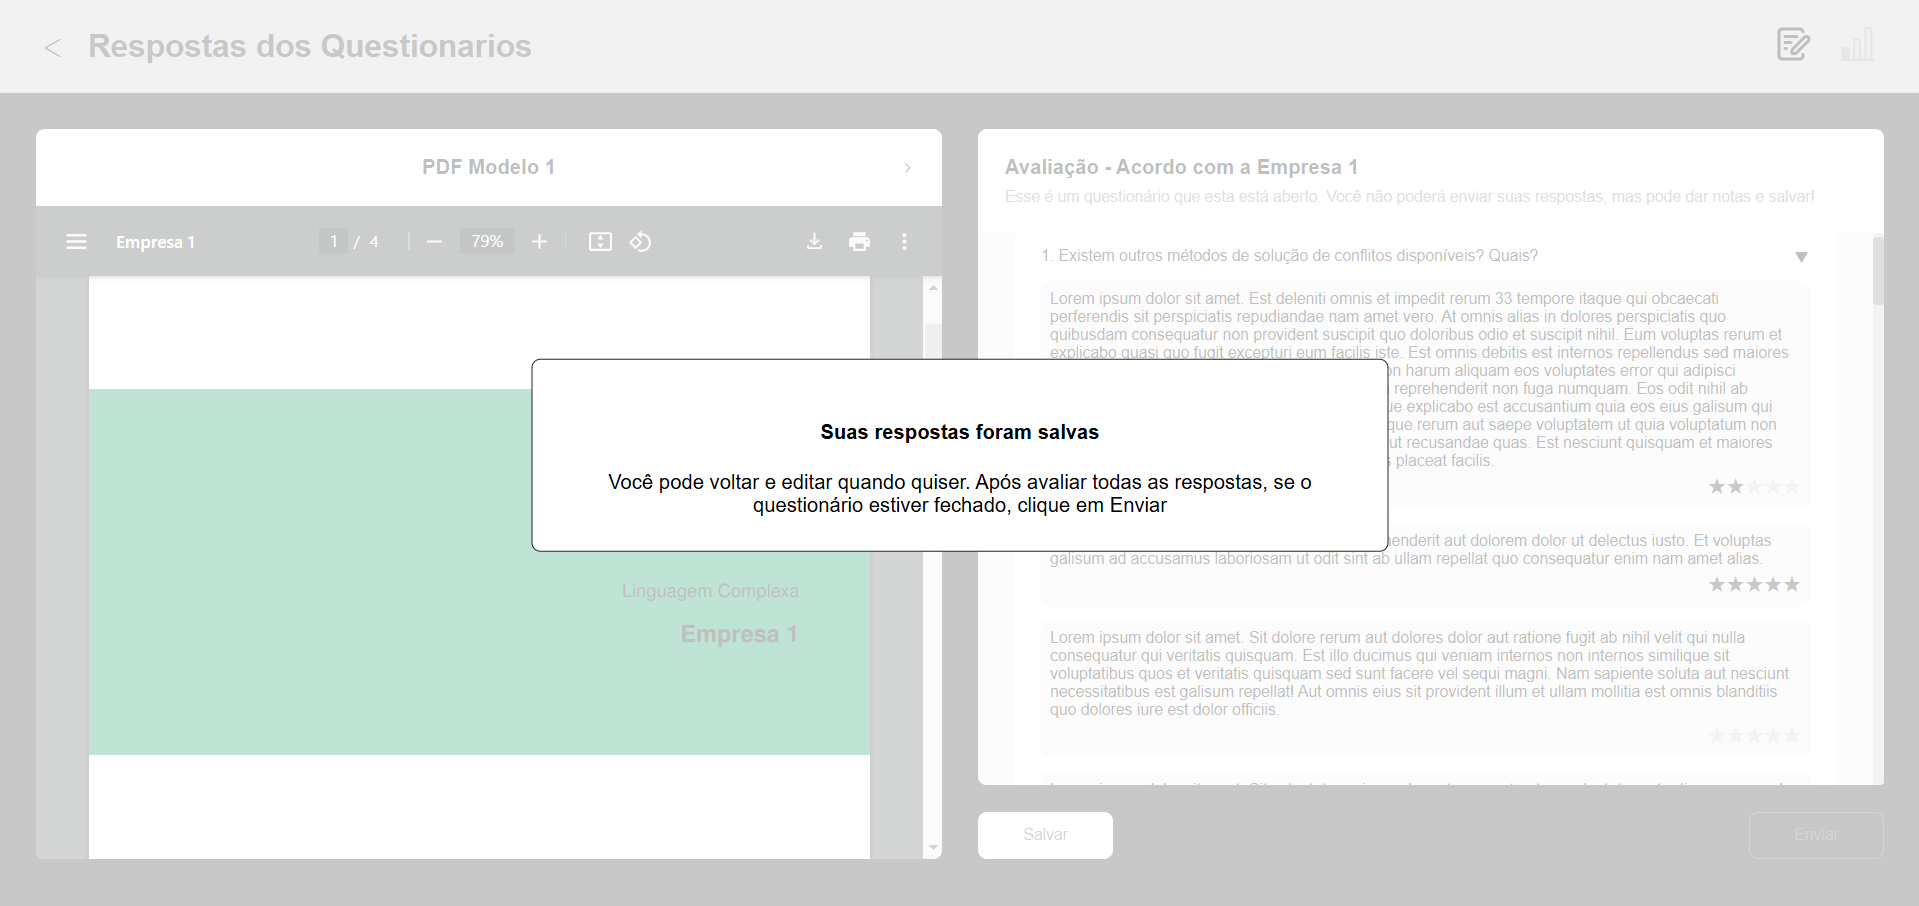 < Respostas dos Questionarios
PDF Modelo 1 >
Empresa 1 1 / 4 79%
Linguagem Complexa
Empresa 1
Avaliação - Acordo com a Empresa 1
Esse é um questionário que esta está aberto. Você não poderá enviar suas respostas, mas pode dar notas e salvar!
1. Existem outros métodos de solução de conflitos disponíveis? Quais?
Lorem ipsum dolor sit amet. Est deleniti omnis et impedit rerum 33 tempore itaque qui obcaecati
perferendis sit perspiciatis repudiandae nam amet vero. At omnis alias in dolores perspiciatis quo
quibusdam consequatur non provident suscipit quo doloribus odio et suscipit nihil. Eum voluptas rerum et
explicabo quasi quo fugit excepturi eum facilis iste. Est omnis debitis est internos repellendus sed maiores
harum aliquam eos voluptates error qui adipisci
reprehenderit non fuga numquam. Eos odit nihil ab
explicabo est accusantium quia eos eius galisum qui
rerum aut saepe voluptatem ut quia voluptatum non
recusandae quas. Est nesciunt quisquam et maiores
placeat facilis.
aut dolorem dolor ut delectus iusto. Et voluptas
galisum ad accusamus laboriosam ut odit sint ab ullam repellat quo consequatur enim nam amet alias.
Lorem ipsum dolor sit amet. Sit dolore rerum aut dolores dolor aut ratione fugit ab nihil velit qui nulla
consequatur qui veritatis quisquam. Est illo ducimus qui veniam internos non internos similique sit
voluptatibus quos et veritatis quisquam sed sunt facere vel sequi magni. Nam sapiente soluta aut nesciunt
necessitatibus est galisum repellat! Aut omnis eius sit provident illum et ullam mollitia est omnis blanditiis
quo dolores iure est dolor officiis.
Salvar
Enviar
Suas respostas foram salvas
Você pode voltar e editar quando quiser. Após avaliar todas as respostas, se o
questionário estiver fechado, clique em Enviar